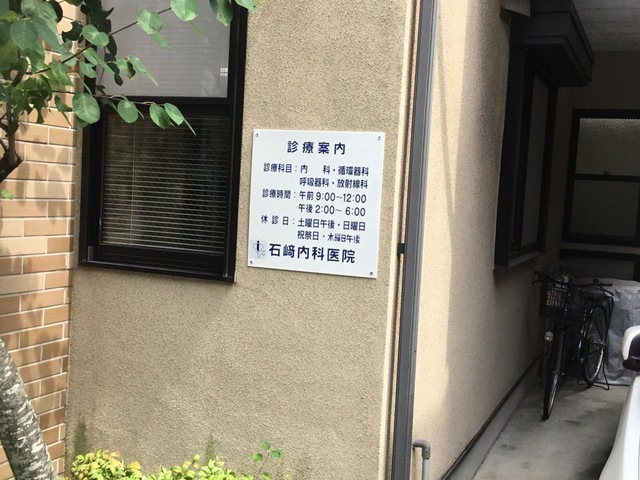 診療案内
診療科目：内　科・循環器科
呼吸器科・放射線科
診療時間：午前 9:00〜12:00
午後 2:00〜 6:00
休 診 日：土曜日午後・日曜日
祝祭日・木曜日午後
石﨑内科医院